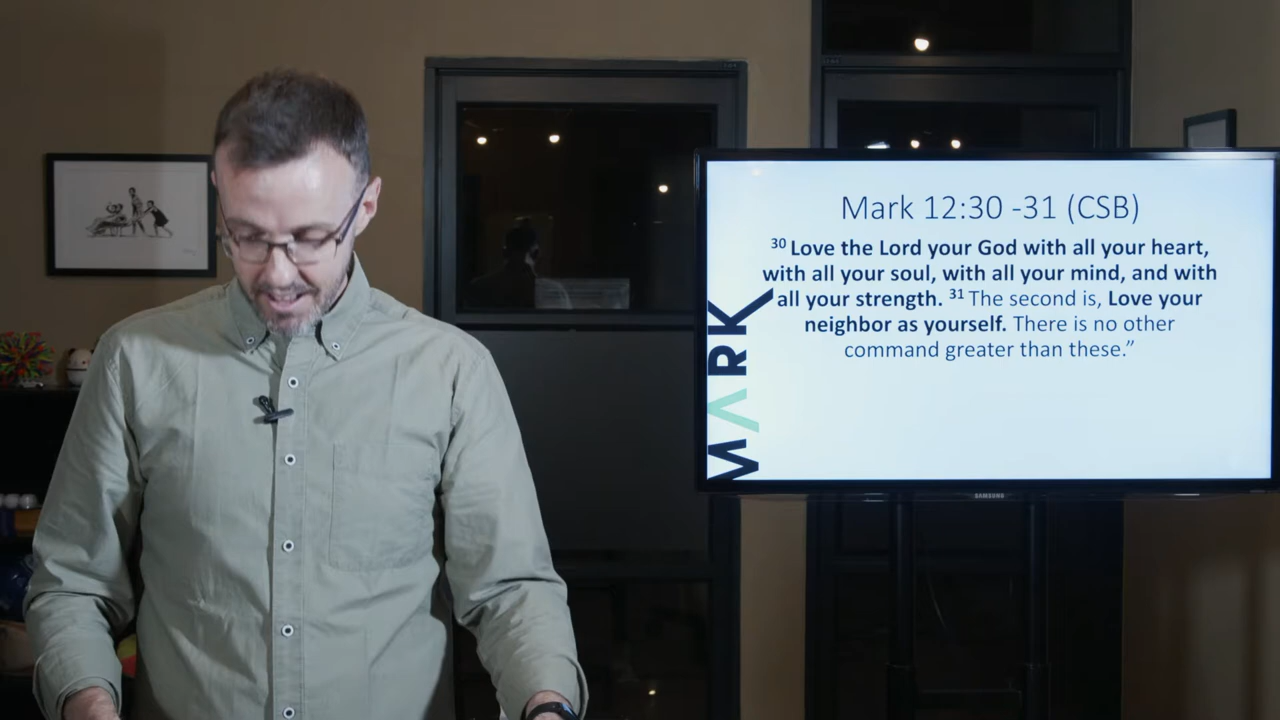 Mark 12:30 -31 (CSB)
30 Love the Lord your God with all your heart,
with all your soul, with all your mind, and with
all your strength. 31 The second is, Love your
neighbor as yourself. There is no other
command greater than these.”
MARK
SAMSUNG